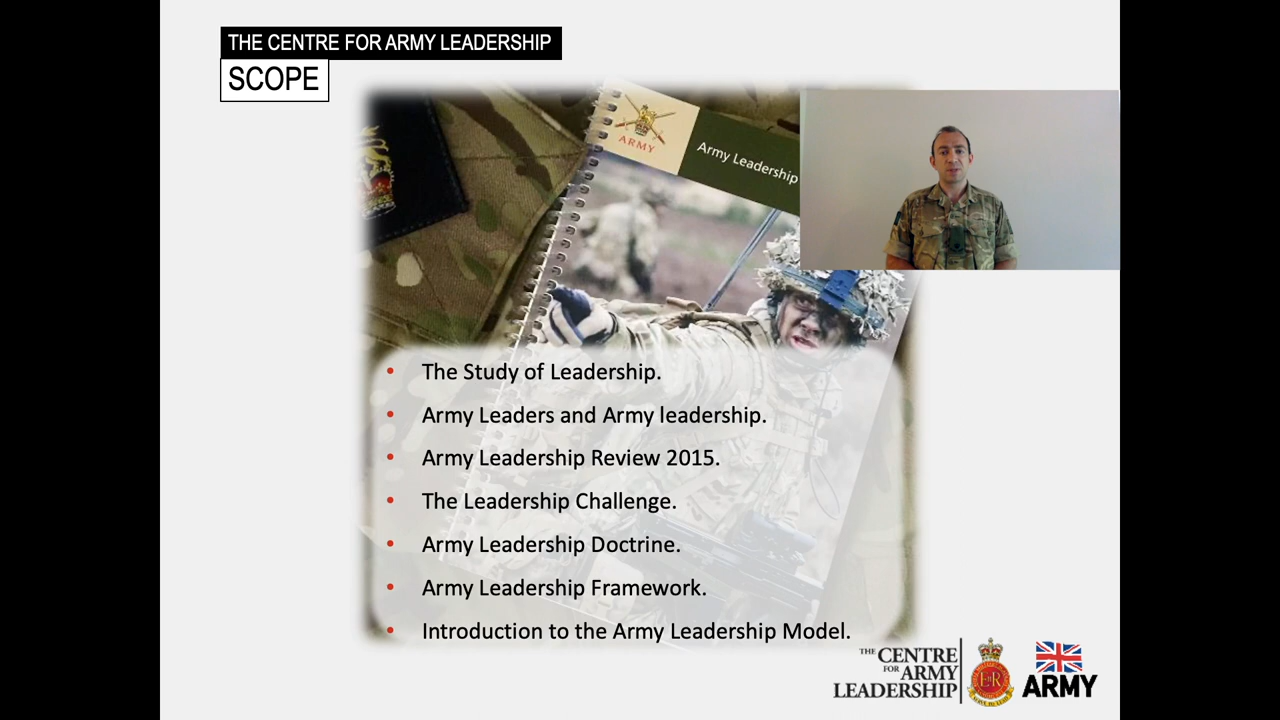 THE CENTRE FOR ARMY LEADERSHIP
SCOPE
ARMY
Army Leadership
• The Study of Leadership.
• Army Leaders and Army leadership.
• Army Leadership Review 2015.
• The Leadership Challenge.
• Army Leadership Doctrine.
• Army Leadership Framework.
• Introduction to the Army Leadership Model.
THE CENTRE
FOR ARMY
LEADERSHIP
EIIR
ARMY